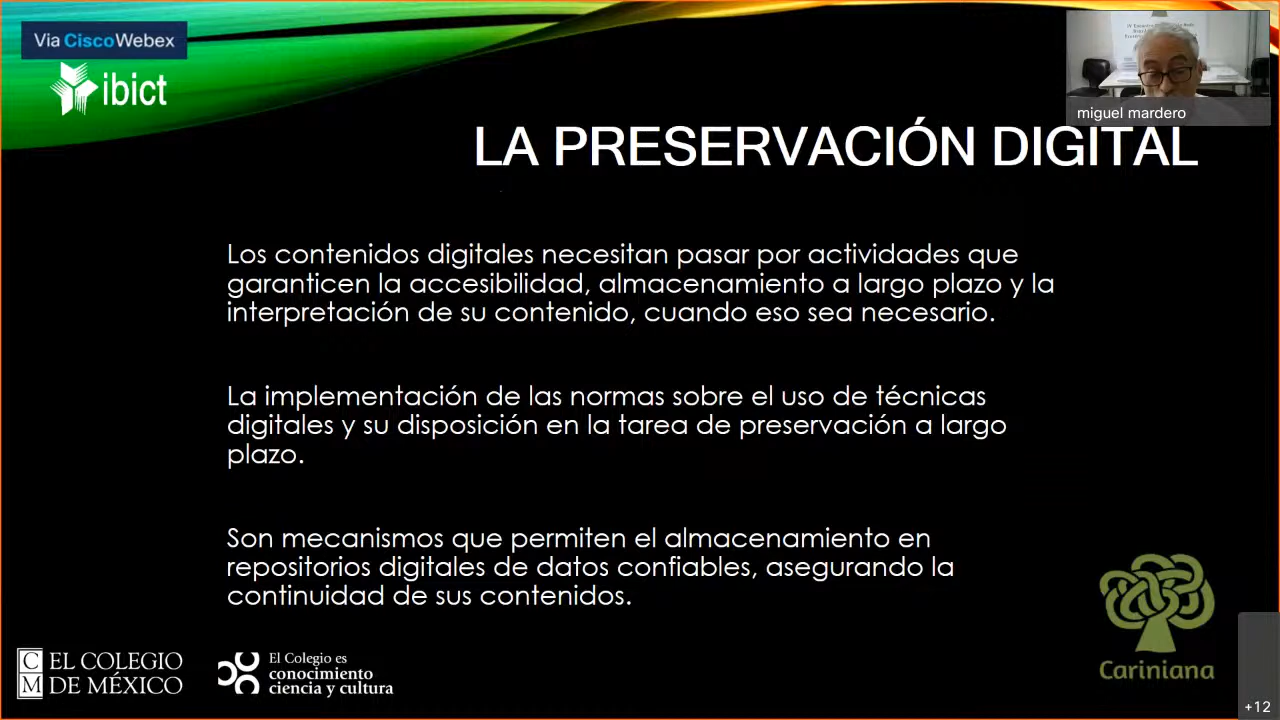 Vía CiscoWebex
ibict
miguel mardero
LA PRESERVACIÓN DIGITAL
Los contenidos digitales necesitan pasar por actividades que
garanticen la accesibilidad, almacenamiento a largo plazo y la
interpretación de su contenido, cuando eso sea necesario.
La implementación de las normas sobre el uso de técnicas
digitales y su disposición en la tarea de preservación a largo
plazo.
Son mecanismos que permiten el almacenamiento en
repositorios digitales de datos confiables, asegurando la
continuidad de sus contenidos.
C EL COLEGIO
M DE MÉXICO
El Colegio es
conocimiento
ciencia y cultura
Cariniana
+12